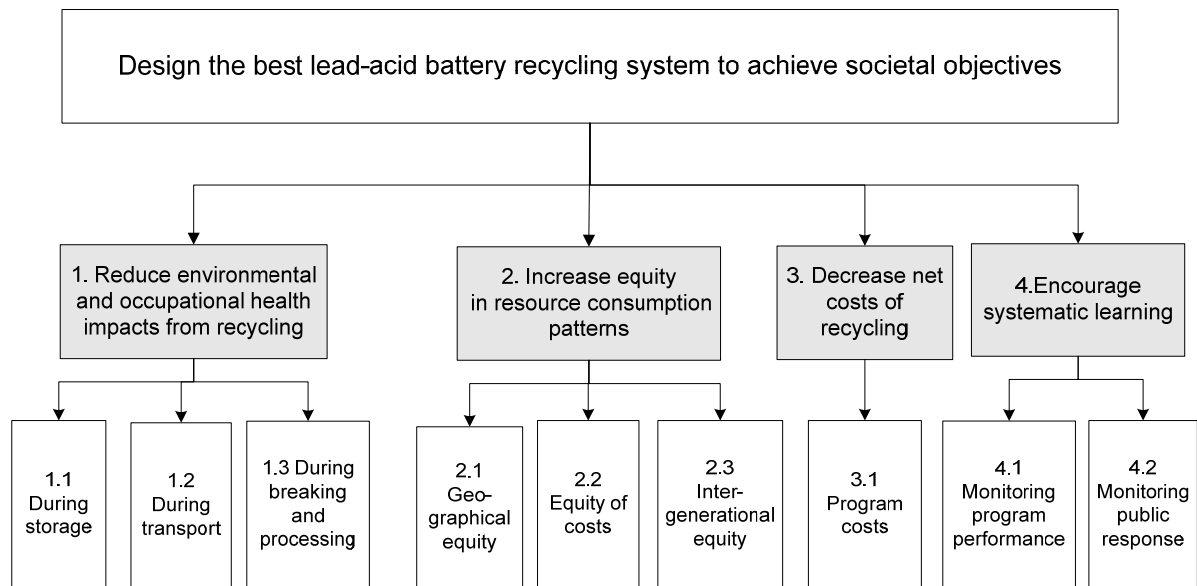 Design the best lead-acid battery recycling system to achieve societal objectives
1. Reduce environmental
and occupational health
impacts from recycling
2. Increase equity
in resource consumption
patterns
3. Decrease net
costs of
recycling
4.Encourage
systematic learning
1.1
During
storage
1.2
During
transport
1.3 During
breaking
and
processing
2.1
Geo-
graphical
equity
2.2
Equity of
costs
2.3
Inter-
generational
equity
3.1
Program
costs
4.1
Monitoring
program
performance
4.2
Monitoring
public
response